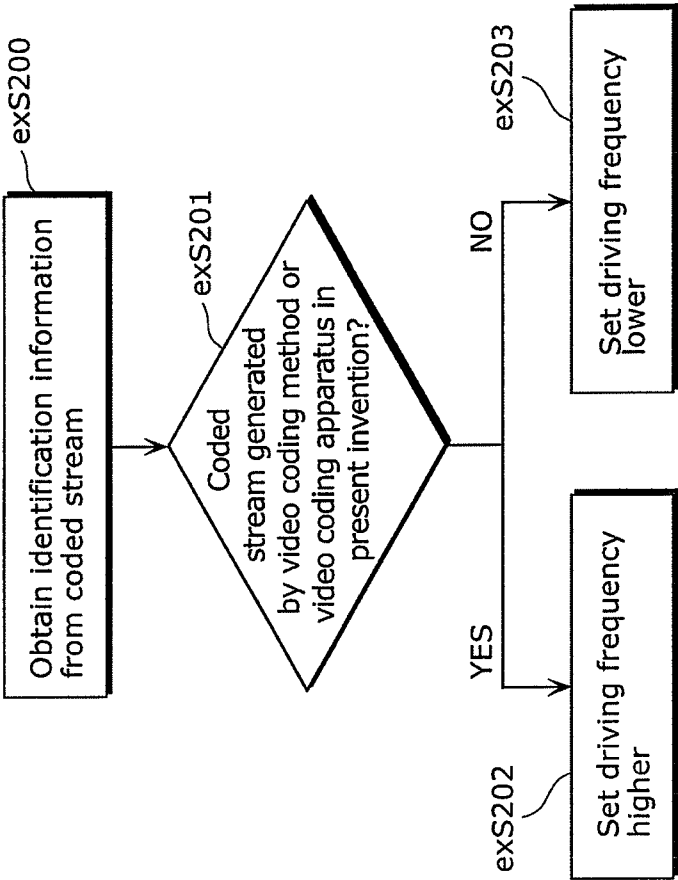 exS200
Obtain identification information
from coded stream
exS201
Coded
stream generated
by video coding method or
video coding apparatus in
present invention?
YES
NO
exS202
Set driving frequency
higher
exS203
Set driving frequency
lower